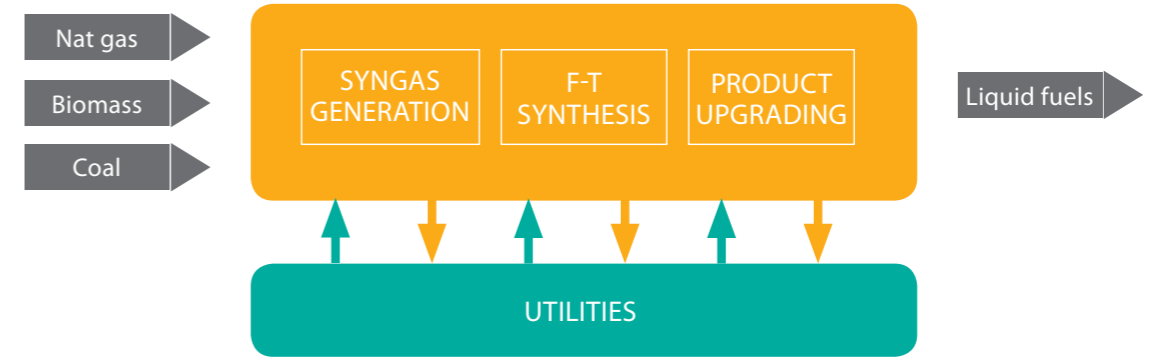 Nat gas
Biomass
Coal
SYNGAS
GENERATION
F-T
SYNTHESIS
PRODUCT
UPGRADING
Liquid fuels
UTILITIES